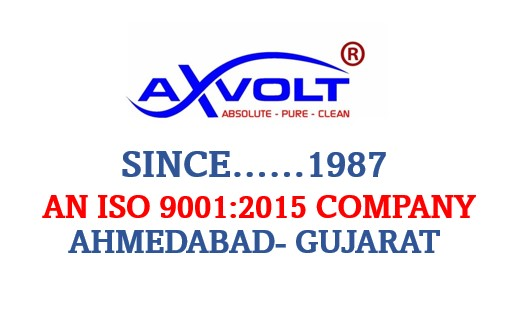 AXVOLT ®
ABSOLUTE - PURE - CLEAN
SINCE......1987
AN ISO 9001:2015 COMPANY
AHMEDABAD- GUJARAT